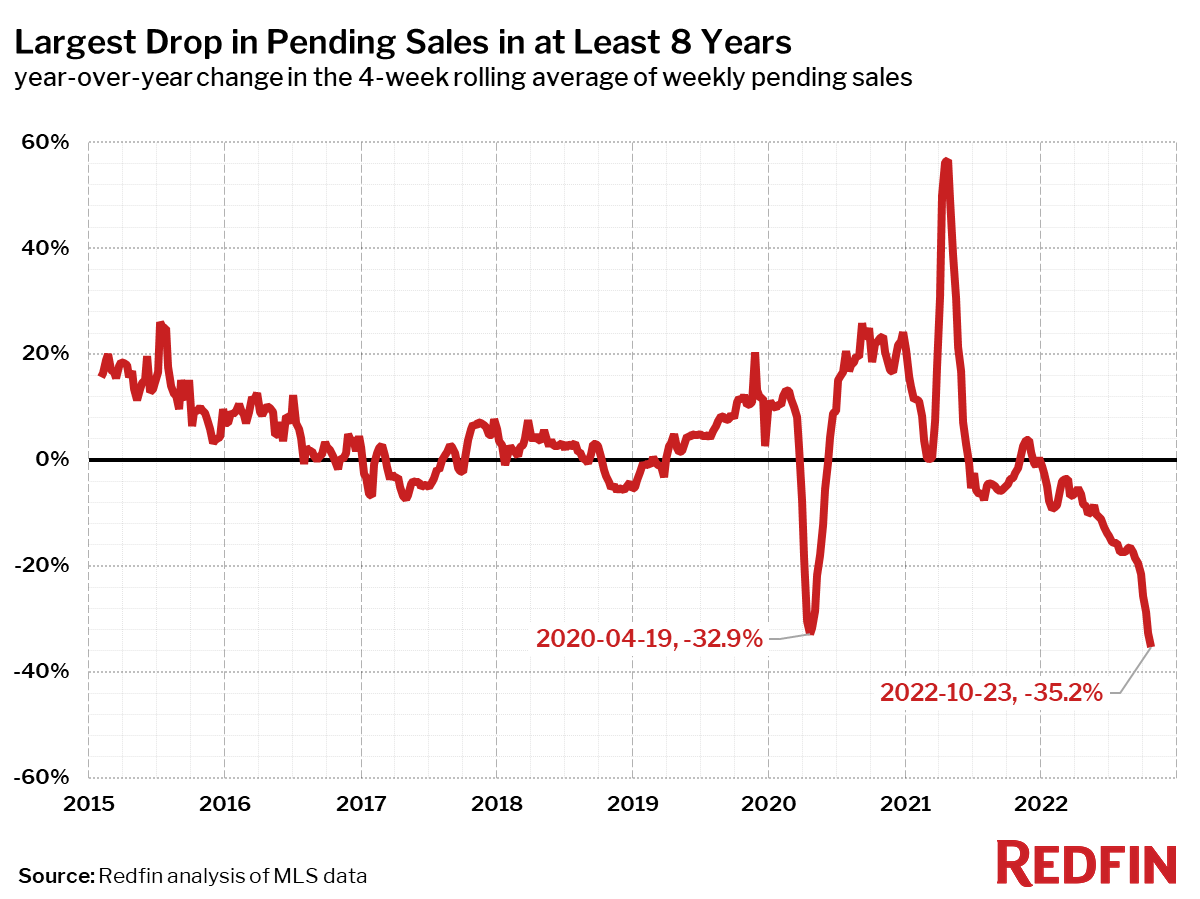 Largest Drop in Pending Sales in at Least 8 Years
year-over-year change in the 4-week rolling average of weekly pending sales
60%
40%
20%
0%
-20%
-40%
-60%
2020-04-19, -32.9%
2022-10-23, -35.2%
2015 2016 2017 2018 2019 2020 2021 2022
Source: Redfin analysis of MLS data
REDFIN